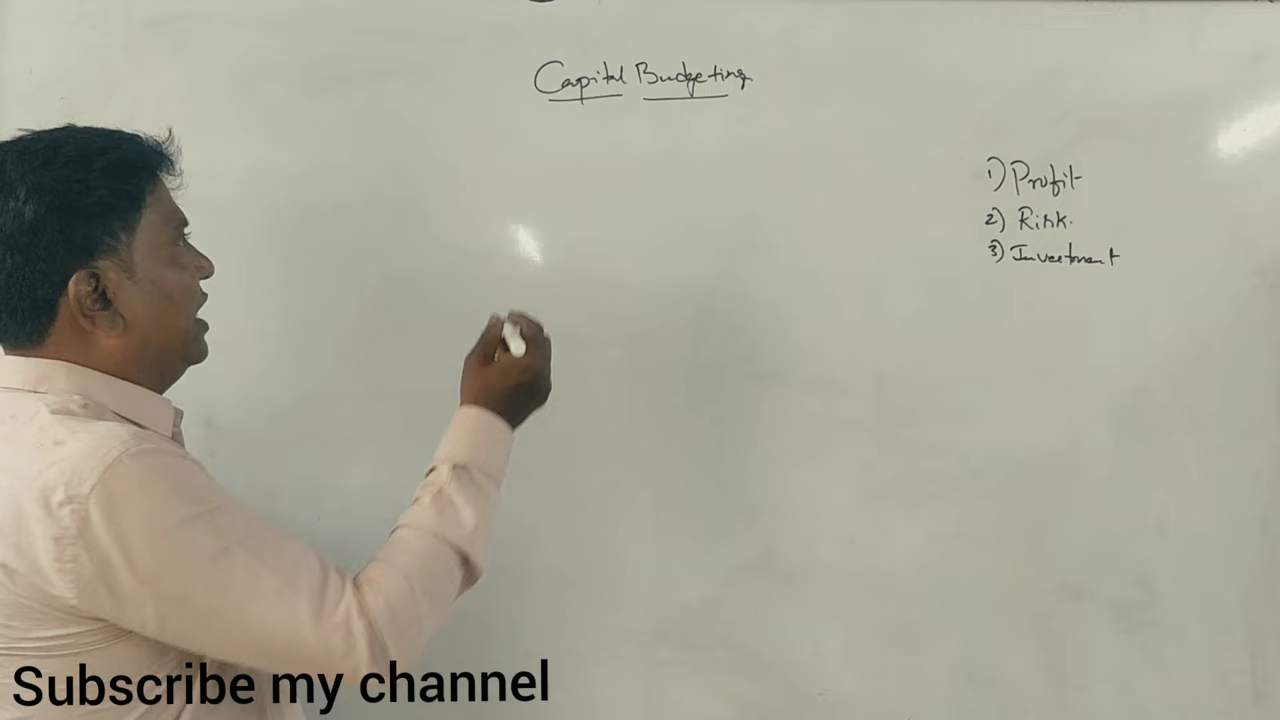 Capital Budgeting
1) Profit
2) Risk.
3) Investment
Subscribe my channel